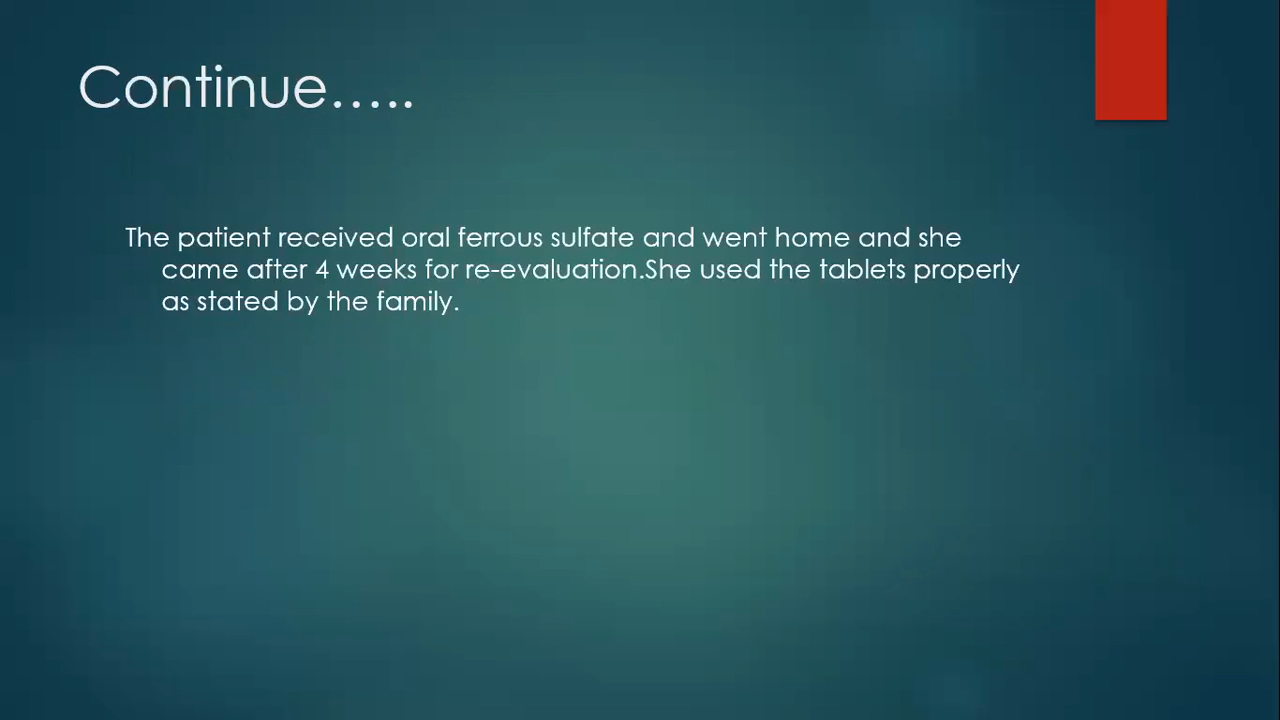 Continue.....
The patient received oral ferrous sulfate and went home and she
came after 4 weeks for re-evaluation.She used the tablets properly
as stated by the family.